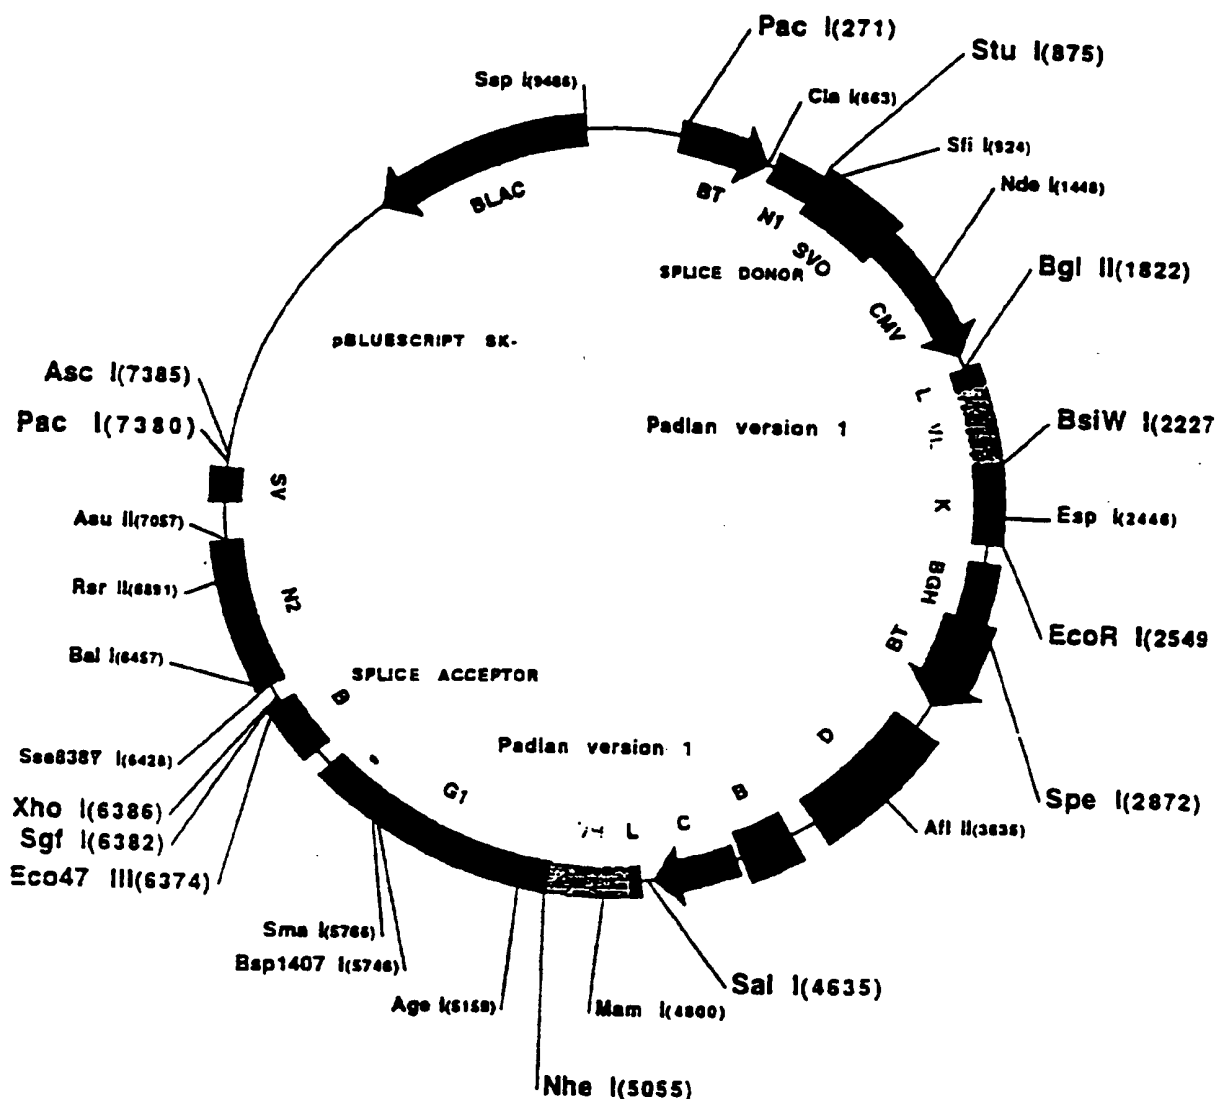 Pac I(271)
Stu I(875)
Ssp I(9486)
Cla I(663)
Sfi I(924)
Nde I(1448)
BLAC
BT
N1
SVO
SPLICE DONOR
Bgl II(1822)
CMV
pBLUESCRIPT SK-
Asc I(7385)
Pac I(7380)
L
VL
BsiW I(2227
Padlan version 1
SV
K
Esp I(2446)
Asu II(7057)
Rsr II(6891)
N2
BGH
BT
EcoR I(2549
Bal I(6457)
SPLICE ACCEPTOR
B
D
Padlan version 1
Sse8387 I(6428)
Xho I(6386)
Sgf I(6382)
Eco47 III(6374)
G1
B
C
L
Spe I(2872)
Afl II(3635)
Sma I(5765)
Bsp1407 I(5746)
Age I(5159)
Mam I(4800)
Sal I(4635)
Nhe I(5055)